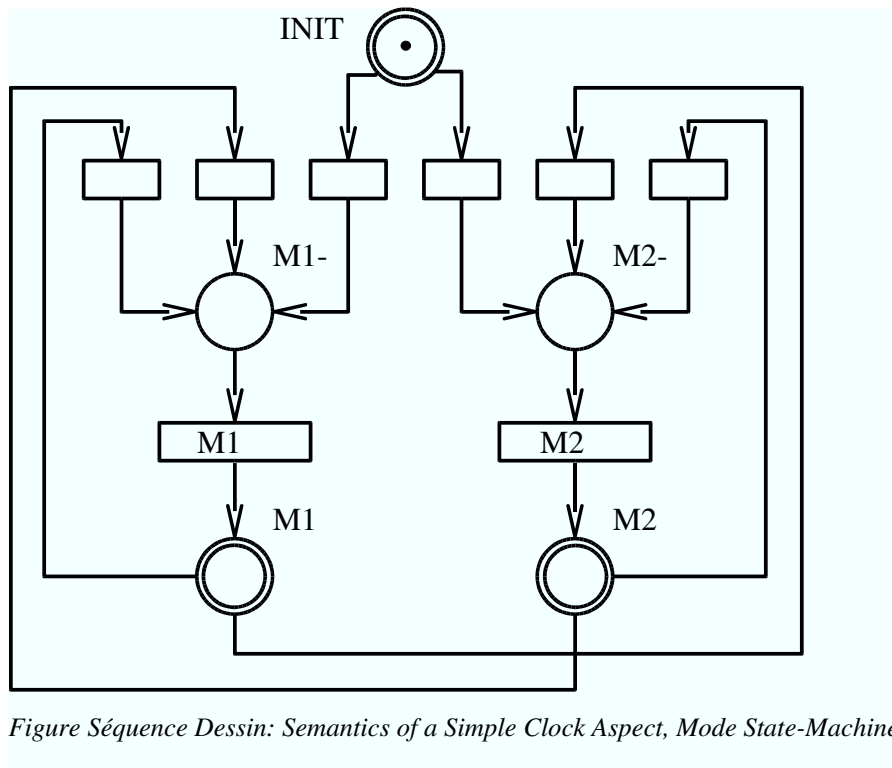 INIT
M1-
M2-
M1
M2
M1
M2
Figure Séquence Dessin: Semantics of a Simple Clock Aspect, Mode State-Machine